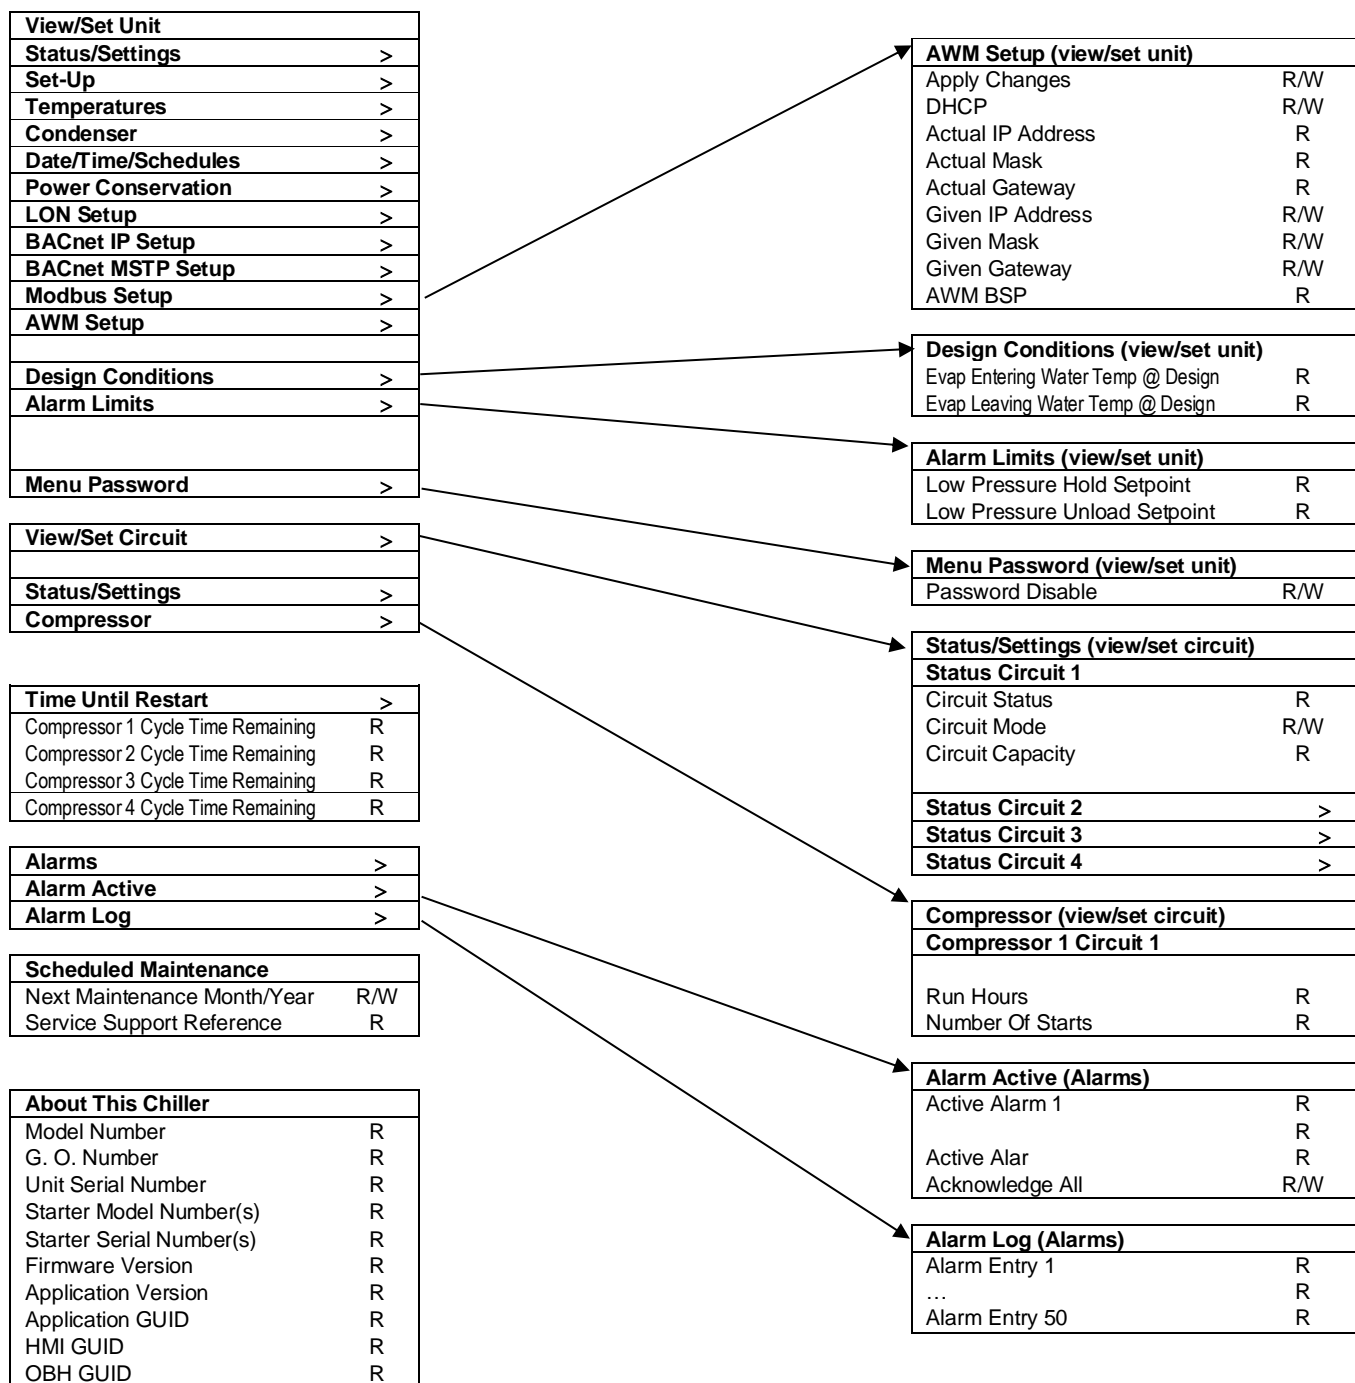 View/Set Unit
Status/Settings >
Set-Up >
Temperatures >
Condenser >
Date/Time/Schedules >
Power Conservation >
LON Setup >
BACnet IP Setup >
BACnet MSTP Setup >
Modbus Setup >
AWM Setup >
Design Conditions >
Alarm Limits >
Menu Password >
View/Set Circuit >
Status/Settings >
Compressor >
Time Until Restart >
Compressor 1 Cycle Time Remaining R
Compressor 2 Cycle Time Remaining R
Compressor 3 Cycle Time Remaining R
Compressor 4 Cycle Time Remaining R
Alarms >
Alarm Active >
Alarm Log >
Scheduled Maintenance
Next Maintenance Month/Year R/W
Service Support Reference R
About This Chiller
Model Number R
G. O. Number R
Unit Serial Number R
Starter Model Number(s) R
Starter Serial Number(s) R
Firmware Version R
Application Version R
Application GUID R
HMI GUID R
OBH GUID R
AWM Setup (view/set unit)
Apply Changes R/W
DHCP R/W
Actual IP Address R
Actual Mask R
Actual Gateway R
Given IP Address R/W
Given Mask R/W
Given Gateway R/W
AWM BSP R
Design Conditions (view/set unit)
Evap Entering Water Temp @ Design R
Evap Leaving Water Temp @ Design R
Alarm Limits (view/set unit)
Low Pressure Hold Setpoint R
Low Pressure Unload Setpoint R
Menu Password (view/set unit)
Password Disable R/W
Status/Settings (view/set circuit)
Status Circuit 1
Circuit Status R
Circuit Mode R/W
Circuit Capacity R
Status Circuit 2 >
Status Circuit 3 >
Status Circuit 4 >
Compressor (view/set circuit)
Compressor 1 Circuit 1
Run Hours R
Number Of Starts R
Alarm Active (Alarms)
Active Alarm 1 R
R
Active Alar R
Acknowledge All R/W
Alarm Log (Alarms)
Alarm Entry 1 R
… R
Alarm Entry 50 R